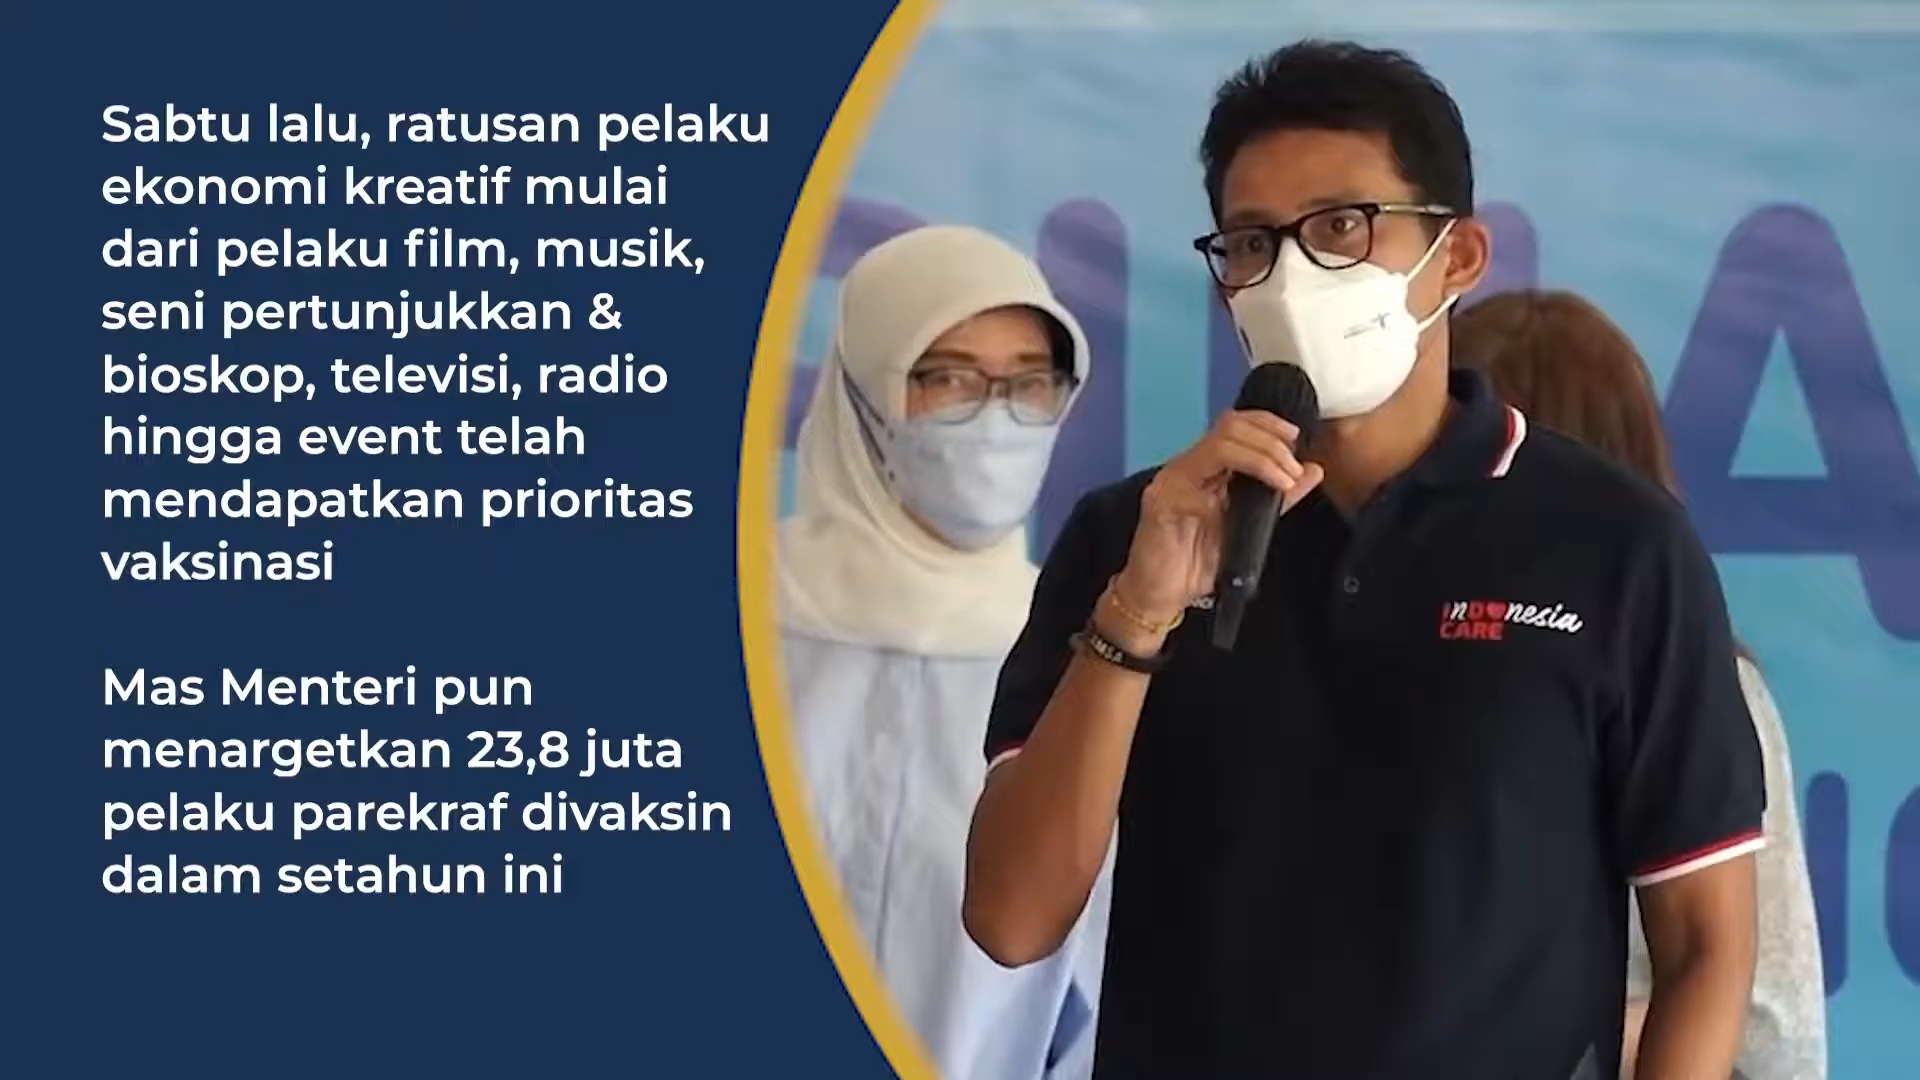 Sabtu lalu, ratusan pelaku
ekonomi kreatif mulai
dari pelaku film, musik,
seni pertunjukkan &
bioskop, televisi, radio
hingga event telah
mendapatkan prioritas
vaksinasi
Mas Menteri pun
menargetkan 23,8 juta
pelaku parekraf divaksin
dalam setahun ini
inDOnesia
CARE